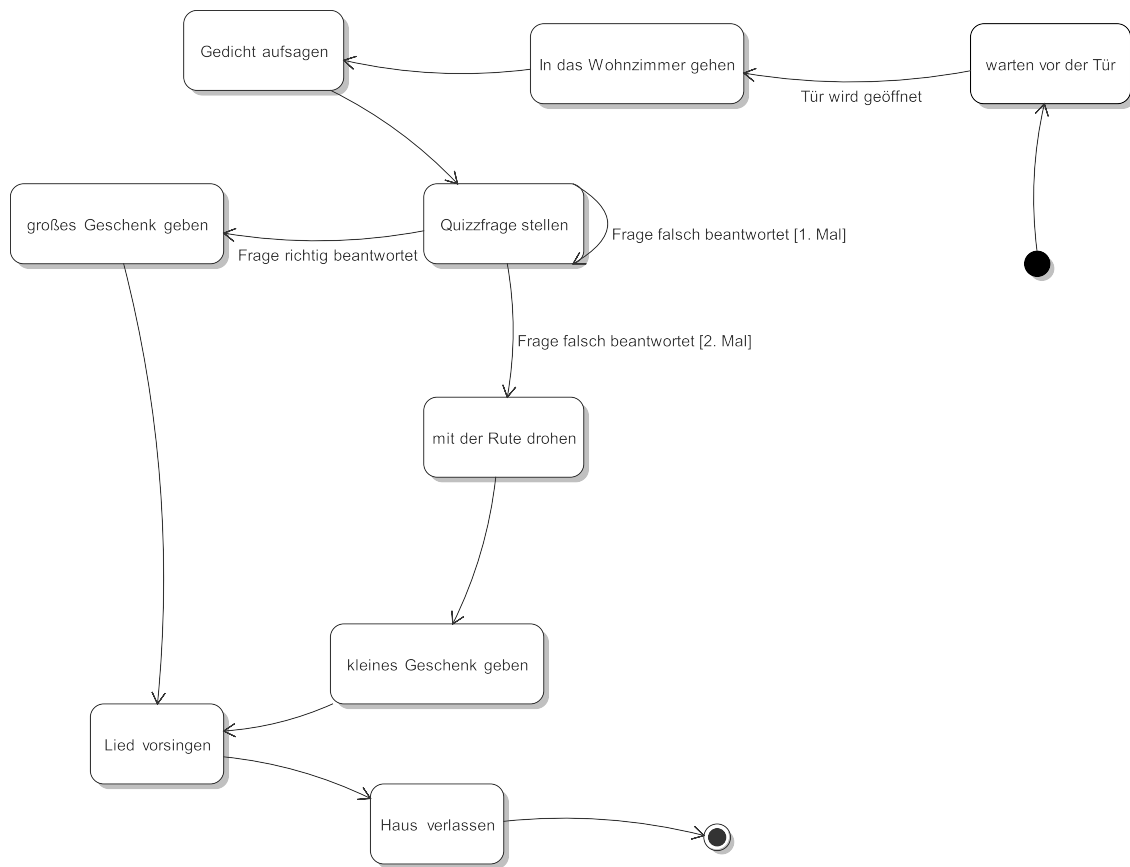 Gedicht aufsagen
In das Wohnzimmer gehen
warten vor der Tür
Tür wird geöffnet
großes Geschenk geben
Quizzfrage stellen
Frage falsch beantwortet [1. Mal]
Frage richtig beantwortet
Frage falsch beantwortet [2. Mal]
mit der Rute drohen
kleines Geschenk geben
Lied vorsingen
Haus verlassen